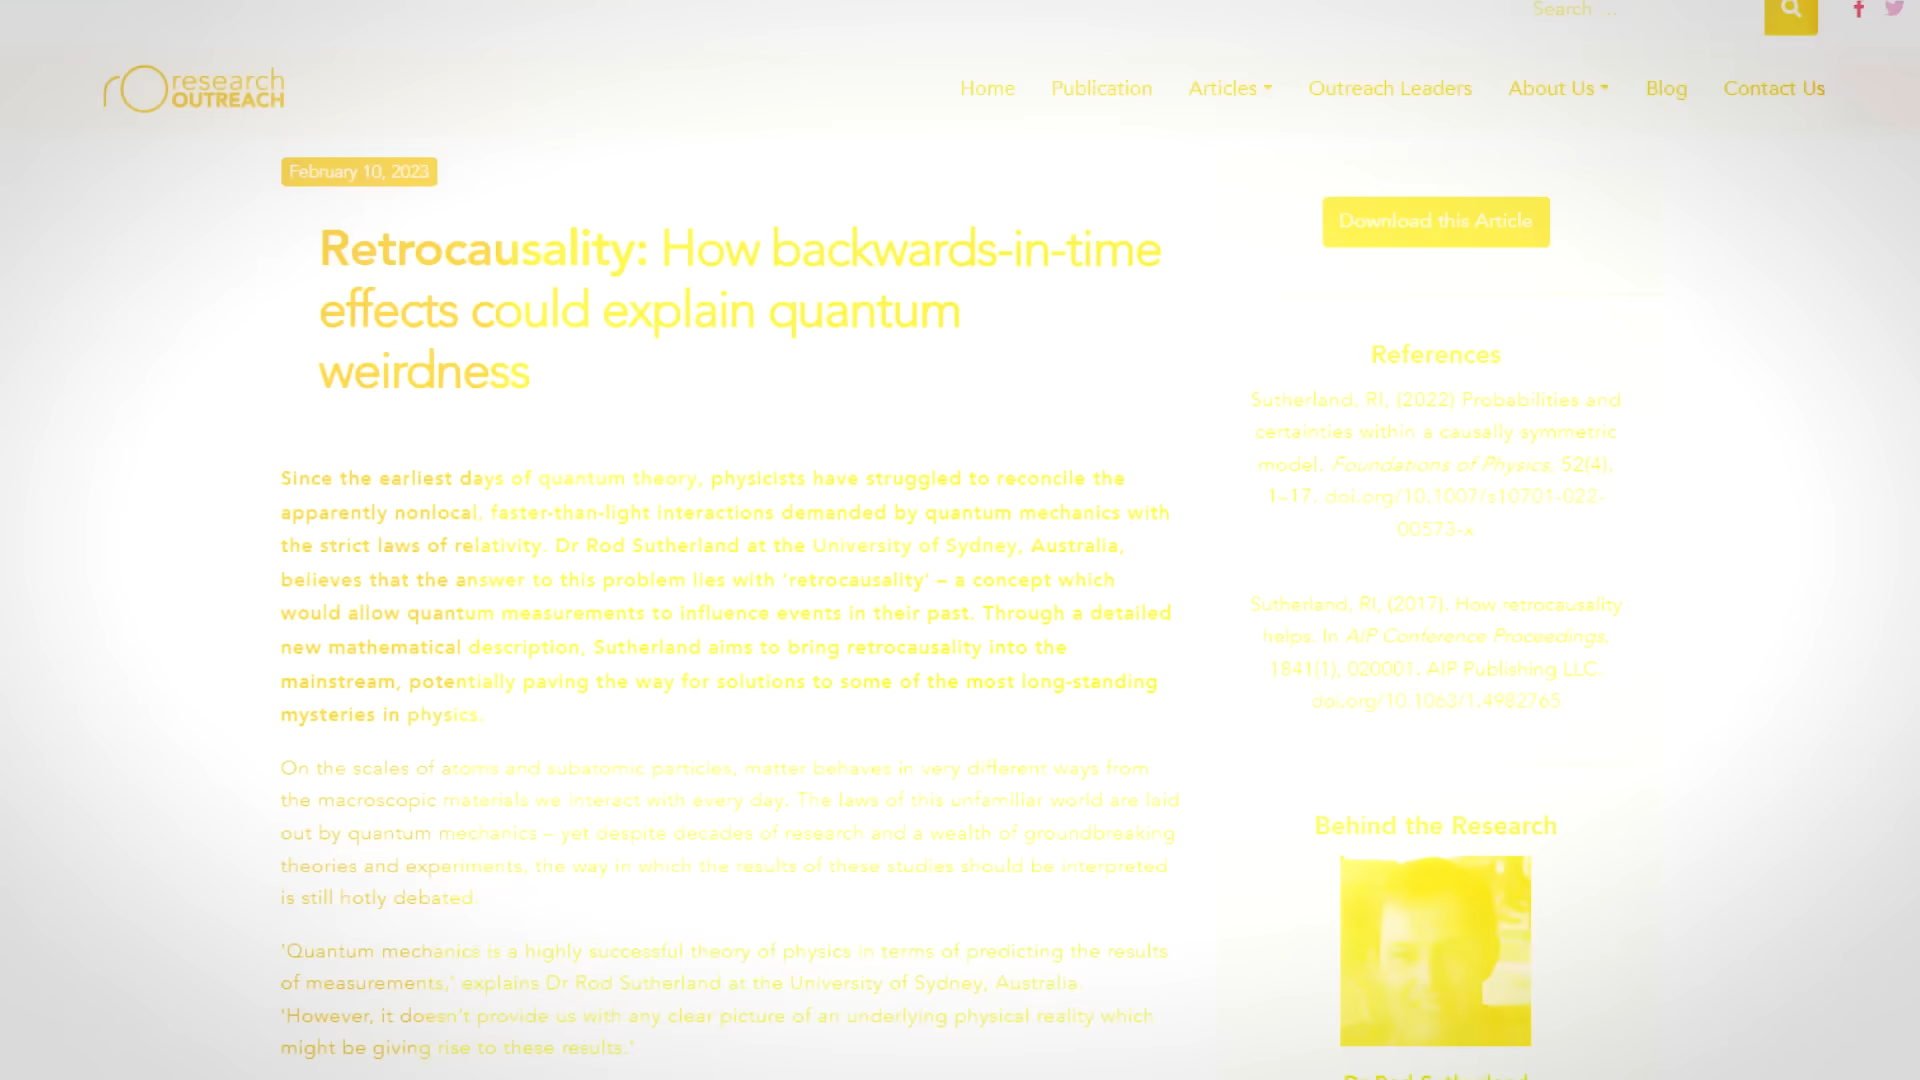 Search ...
research
OUTREACH
Home Publication Articles Outreach Leaders About Us Blog Contact Us
February 10, 2023
Retrocausality: How backwards-in-time
effects could explain quantum
weirdness
Since the earliest days of quantum theory, physicists have struggled to reconcile the
apparently nonlocal, faster-than-light interactions demanded by quantum mechanics with
the strict laws of relativity. Dr Rod Sutherland at the University of Sydney, Australia,
believes that the answer to this problem lies with 'retrocausality' – a concept which
would allow quantum measurements to influence events in their past. Through a detailed
new mathematical description, Sutherland aims to bring retrocausality into the
mainstream, potentially paving the way for solutions to some of the most long-standing
mysteries in physics.
On the scales of atoms and subatomic particles, matter behaves in very different ways from
the macroscopic materials we interact with every day. The laws of this unfamiliar world are laid
out by quantum mechanics – yet despite decades of research and a wealth of groundbreaking
theories and experiments, the way in which the results of these studies should be interpreted
is still hotly debated.
'Quantum mechanics is a highly successful theory of physics in terms of predicting the results
of measurements,' explains Dr Rod Sutherland at the University of Sydney, Australia.
'However, it doesn't provide us with any clear picture of an underlying physical reality which
might be giving rise to these results.'
Download this Article
References
Sutherland, RI, (2022) Probabilities and
certainties within a causally symmetric
model. Foundations of Physics, 52(4),
1–17. doi.org/10.1007/s10701-022-
00573-x
Sutherland, RI, (2017). How retrocausality
helps. In AIP Conference Proceedings,
1841(1), 020001. AIP Publishing LLC.
doi.org/10.1063/1.4982765
Behind the Research
Dr Rod Sutherland